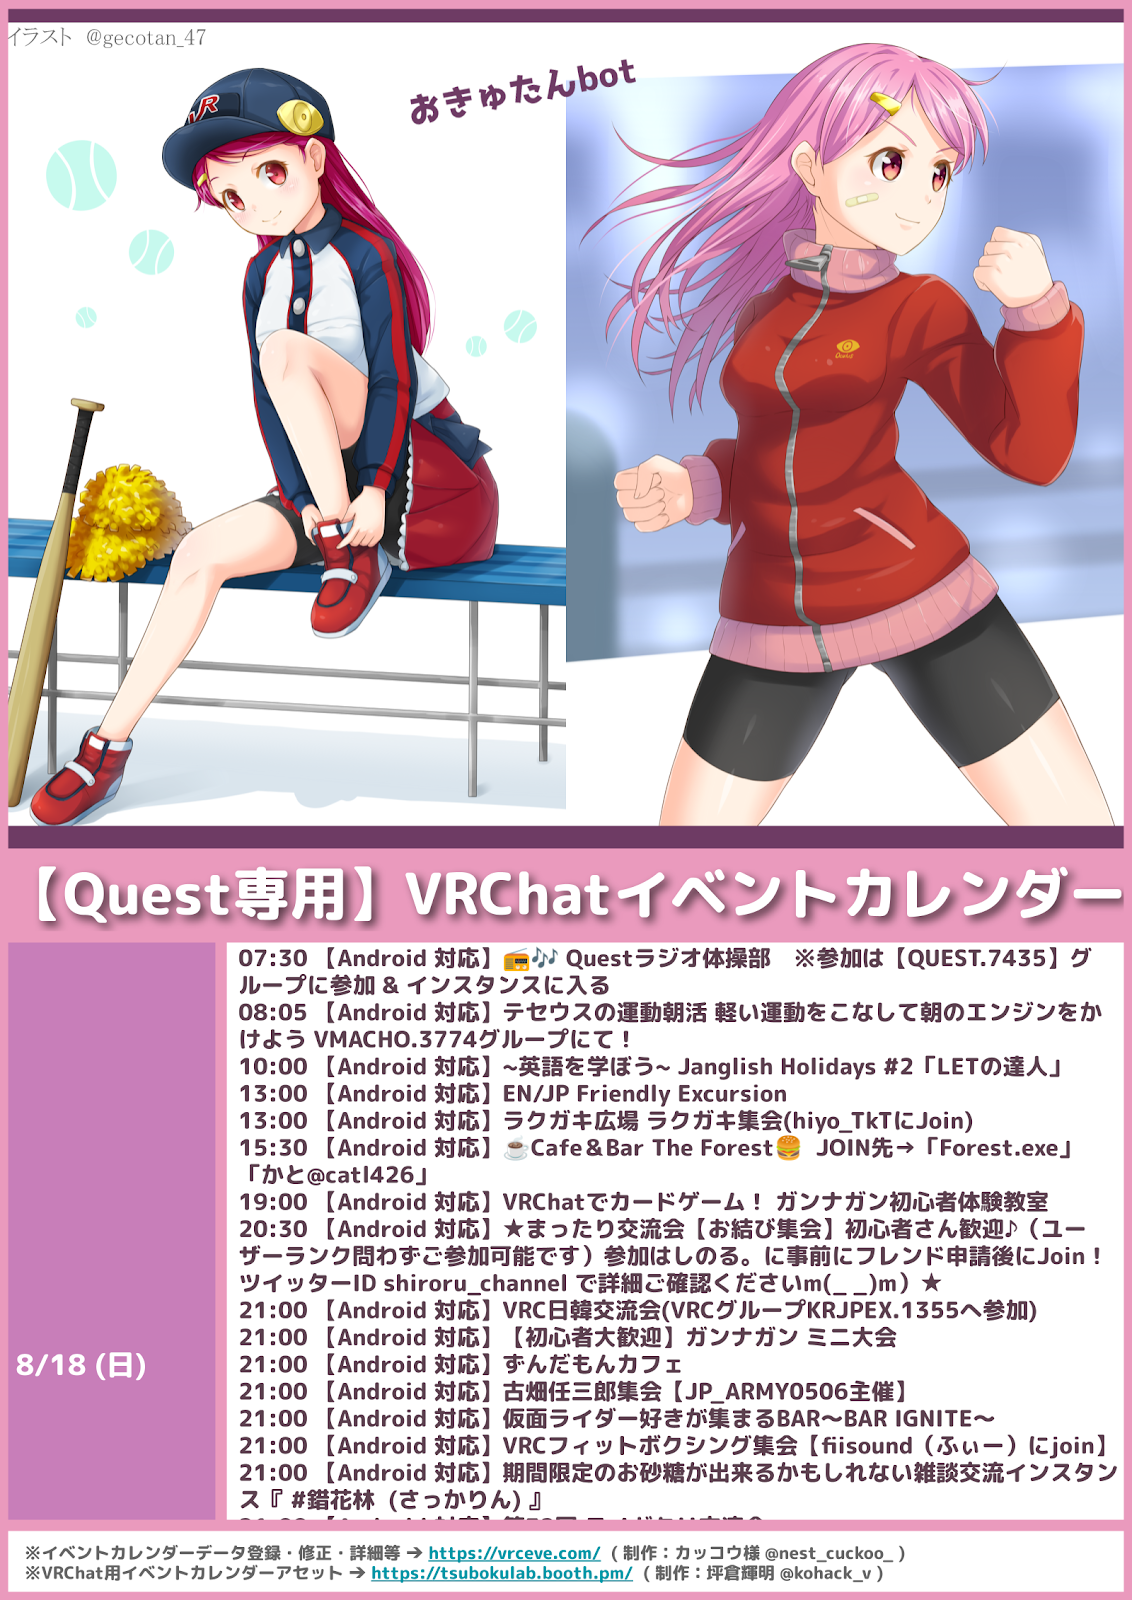 イラスト @gecotan_47
おきゅたんbot
VR
Quest
【Quest専用】VRChatイベントカレンダー
8/18 (日)
07:30 【Android 対応】📻🎶 Questラジオ体操部　※参加は【QUEST.7435】グ
ループに参加 & インスタンスに入る
08:05 【Android 対応】テセウスの運動朝活 軽い運動をこなして朝のエンジンをか
けよう VMACHO.3774グループにて！
10:00 【Android 対応】~英語を学ぼう~ Janglish Holidays #2「LETの達人」
13:00 【Android 対応】EN/JP Friendly Excursion
13:00 【Android 対応】ラクガキ広場 ラクガキ集会(hiyo_TkTにJoin)
15:30 【Android 対応】☕Cafe＆Bar The Forest🍔 JOIN先→「Forest.exe」
「かと@catl426」
19:00 【Android 対応】VRChatでカードゲーム！ ガンナガン初心者体験教室
20:30 【Android 対応】★まったり交流会【お結び集会】初心者さん歓迎♪（ユー
ザーランク問わずご参加可能です）参加はしのる。に事前にフレンド申請後にJoin！
ツイッターID shiroru_channel で詳細ご確認くださいm(_ _)m）★
21:00 【Android 対応】VRC日韓交流会(VRCグループKRJPEX.1355へ参加)
21:00 【Android 対応】【初心者大歓迎】ガンナガン ミニ大会
21:00 【Android 対応】ずんだもんカフェ
21:00 【Android 対応】古畑任三郎集会【JP_ARMY0506主催】
21:00 【Android 対応】仮面ライダー好きが集まるBAR～BAR IGNITE～
21:00 【Android 対応】VRCフィットボクシング集会【fiisound（ふぃー）にjoin】
21:00 【Android 対応】期間限定のお砂糖が出来るかもしれない雑談交流インスタン
ス『 #錯花林（さっかりん) 』
※イベントカレンダーデータ登録・修正・詳細等 ➔ https://vrceve.com/ ( 制作：カッコウ様 @nest_cuckoo_ )
※VRChat用イベントカレンダーアセット ➔ https://tsubokulab.booth.pm/ ( 制作：坪倉輝明 @kohack_v )